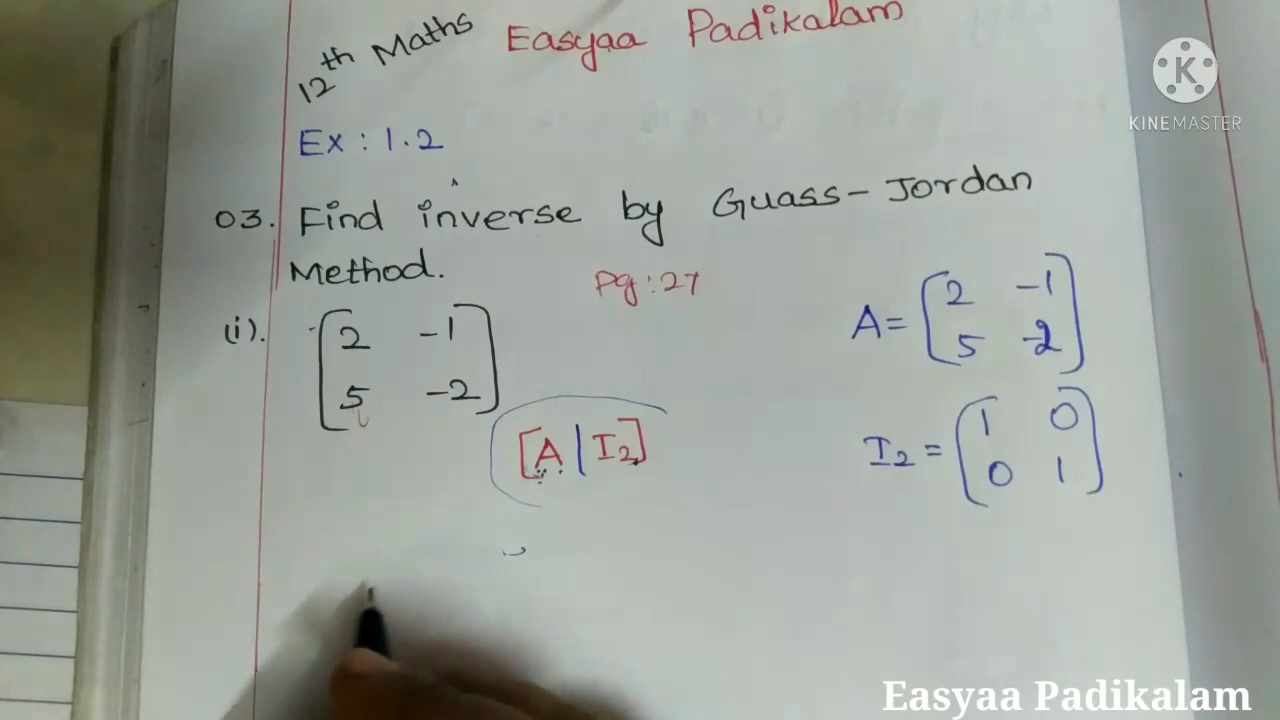 12th Maths Easyaa Padikalam
KINEMASTER
Ex : 1.2
03. Find inverse by Guass-Jordan
Method. Pg : 27
(i). [2 -1
5 -2]
A = [2 -1
5 -2]
[A | I2]
I2 = [1 0
0 1]
Easyaa Padikalam